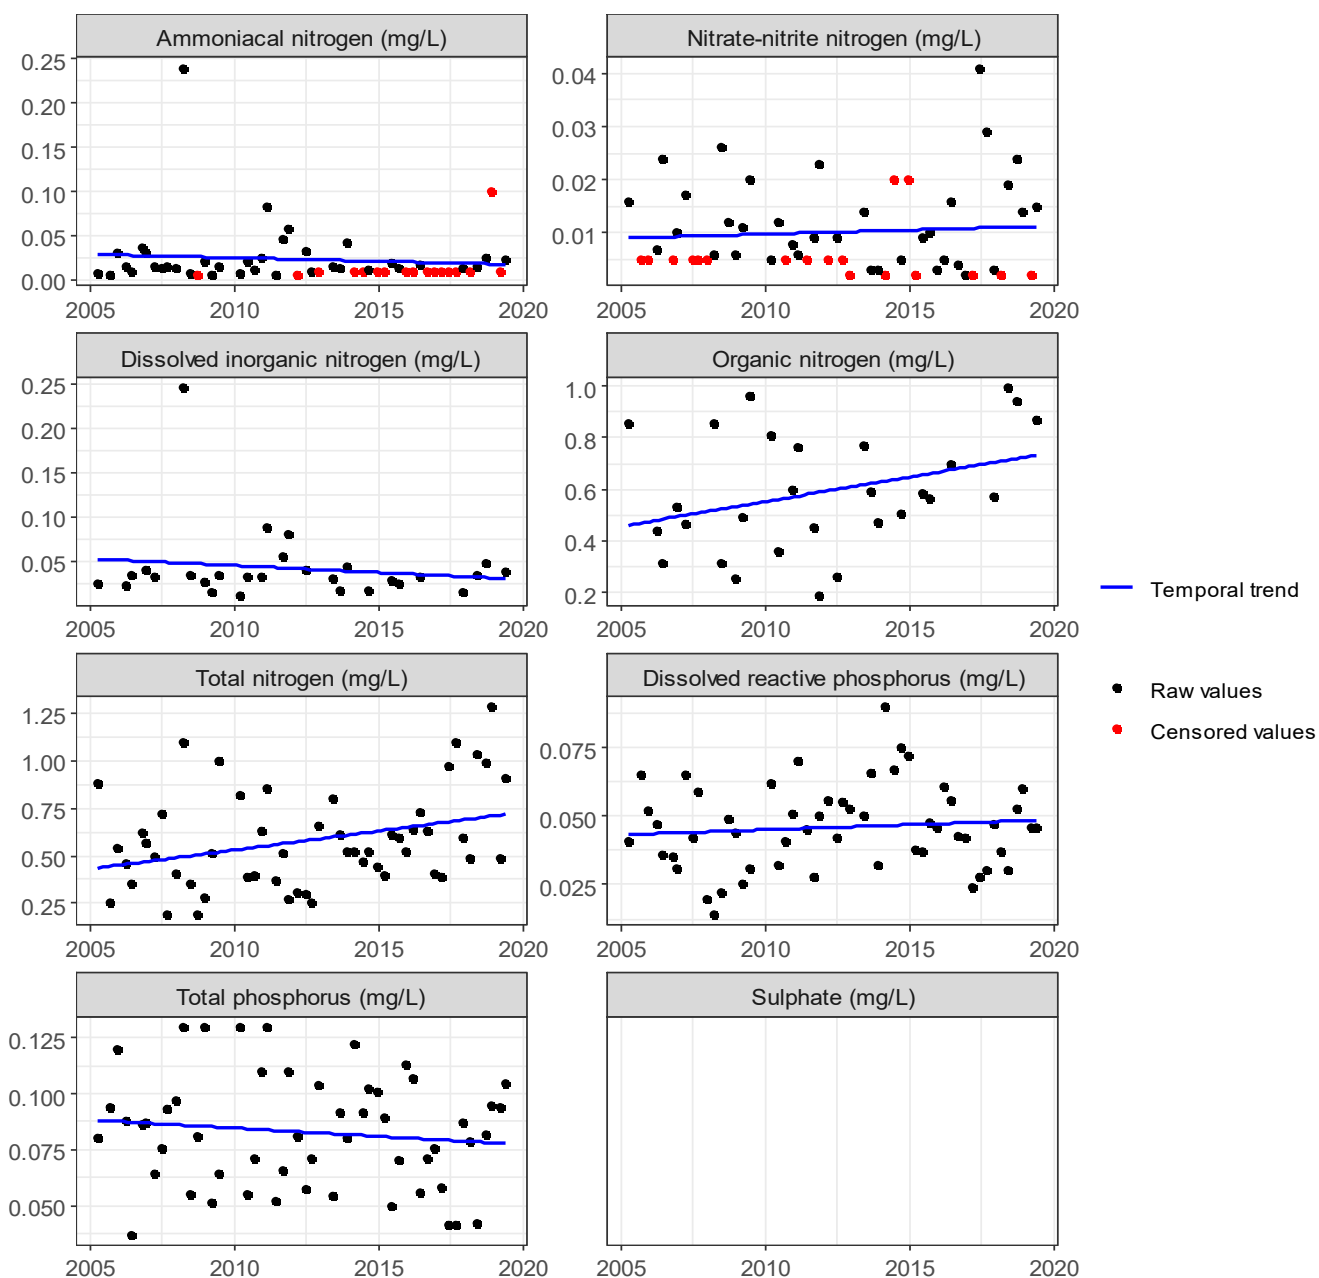 Ammoniacal nitrogen (mg/L)
Nitrate-nitrite nitrogen (mg/L)
0.25
0.20
0.15
0.10
0.05
0.00
0.04
0.03
0.02
0.01
2005 2010 2015 2020
2005 2010 2015 2020
Dissolved inorganic nitrogen (mg/L)
Organic nitrogen (mg/L)
0.25
0.20
0.15
0.10
0.05
1.0
0.8
0.6
0.4
0.2
2005 2010 2015 2020
2005 2010 2015 2020
Total nitrogen (mg/L)
Dissolved reactive phosphorus (mg/L)
1.25
1.00
0.75
0.50
0.25
0.075
0.050
0.025
2005 2010 2015 2020
2005 2010 2015 2020
Total phosphorus (mg/L)
Sulphate (mg/L)
0.125
0.100
0.075
0.050
2005 2010 2015 2020
2005 2010 2015 2020
Temporal trend
Raw values
Censored values